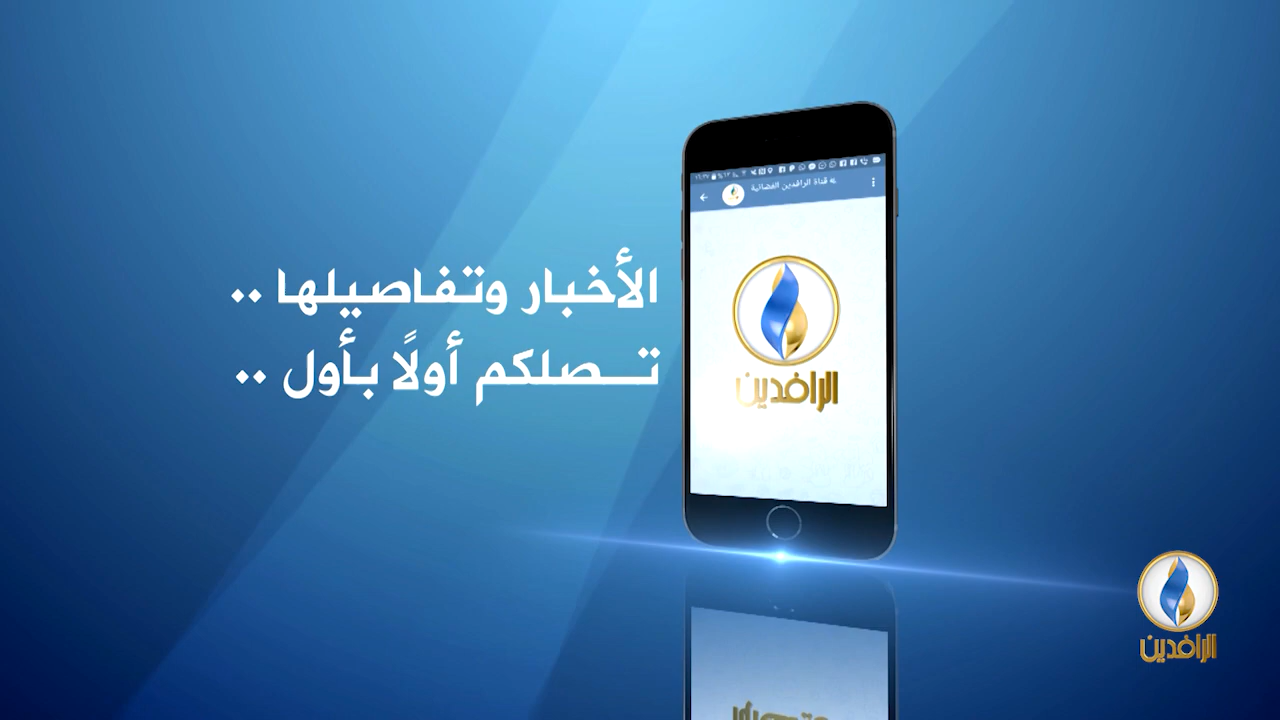 قناة الرافدين الفضائية
الأخبار وتفاصيلها ..
تـــصلكم أولًا بأول ..
الرافدين
الرافدين